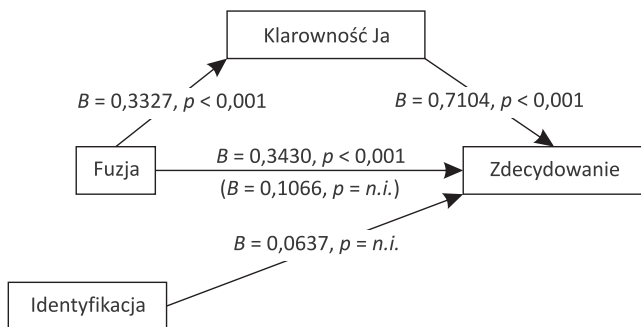 Klarowność Ja
B = 0,3327, p < 0,001
B = 0,7104, p < 0,001
Fuzja
B = 0,3430, p < 0,001
(B = 0,1066, p = n.i.)
Zdecydowanie
B = 0,0637, p = n.i.
Identyfikacja